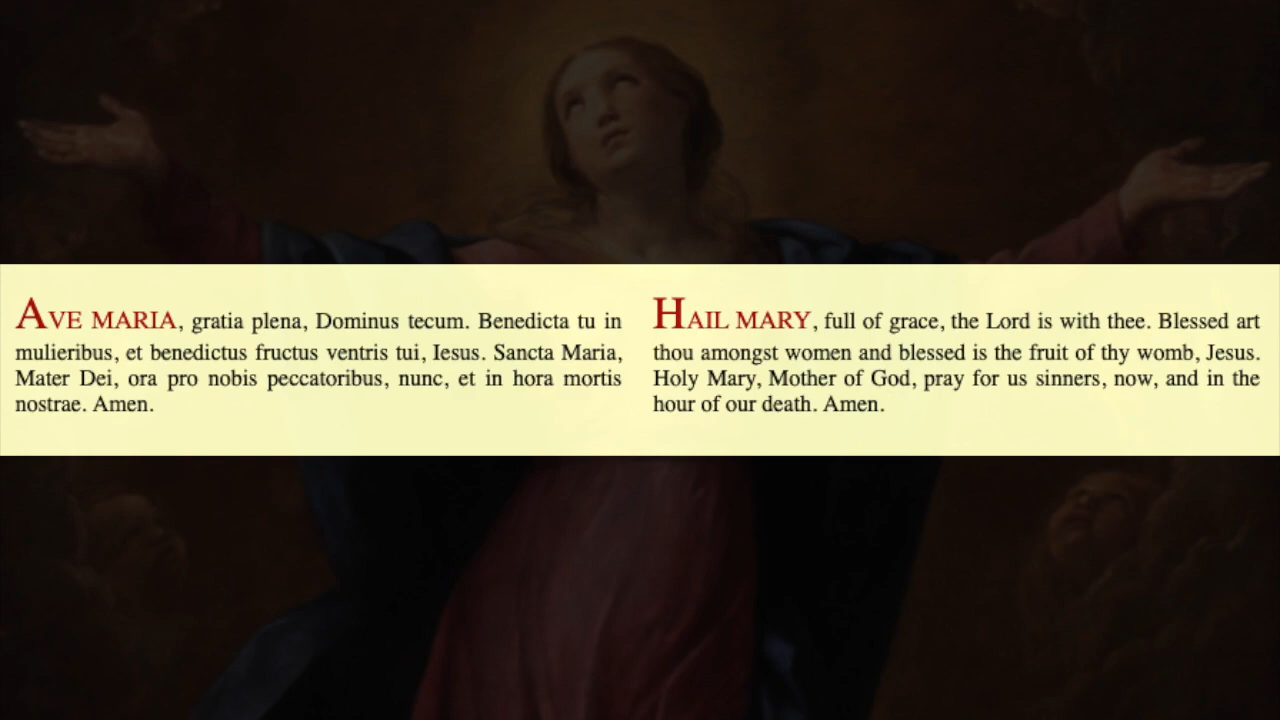 AVE MARIA, gratia plena, Dominus tecum. Benedicta tu in
mulieribus, et benedictus fructus ventris tui, Iesus. Sancta Maria,
Mater Dei, ora pro nobis peccatoribus, nunc, et in hora mortis
nostrae. Amen.
HAIL MARY, full of grace, the Lord is with thee. Blessed art
thou amongst women and blessed is the fruit of thy womb, Jesus.
Holy Mary, Mother of God, pray for us sinners, now, and in the
hour of our death. Amen.